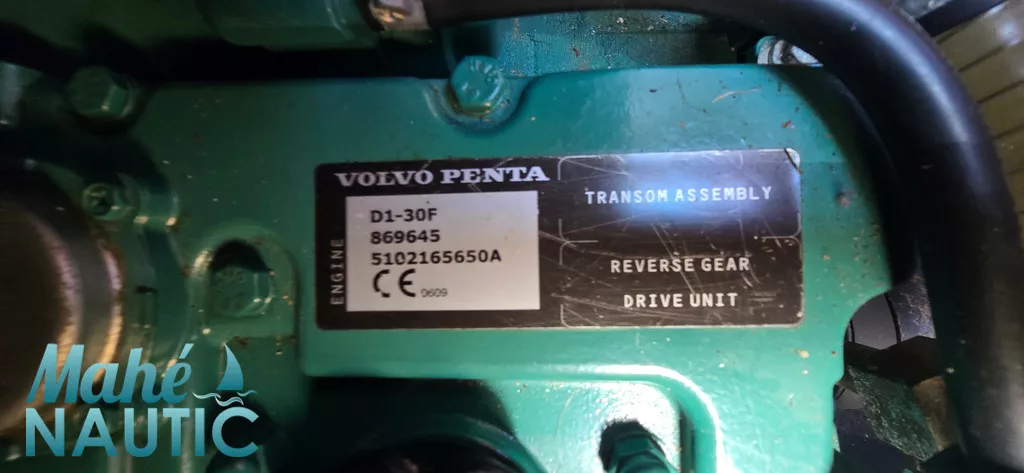 VOLVO PENTA
ENGINE
D1-30F
869645
5102165650A
CE 0609
TRANSOM ASSEMBLY
REVERSE GEAR
DRIVE UNIT
Mahé
NAUTIC